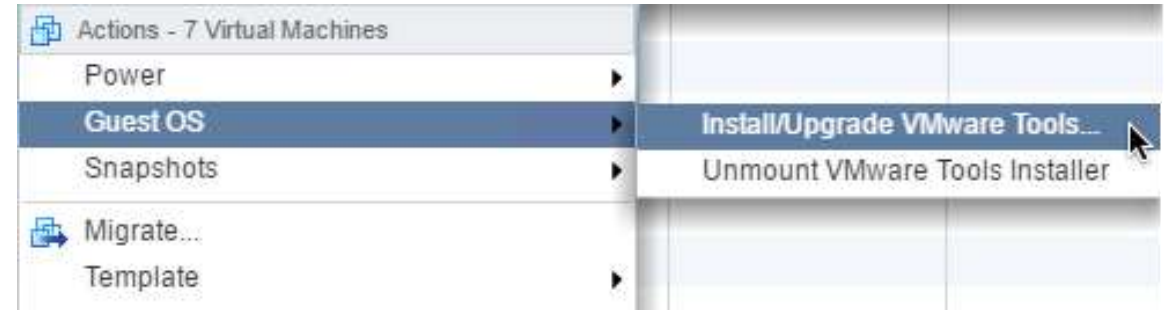 Actions - 7 Virtual Machines
Power
Guest OS
Install/Upgrade VMware Tools...
Snapshots
Unmount VMware Tools Installer
Migrate...
Template